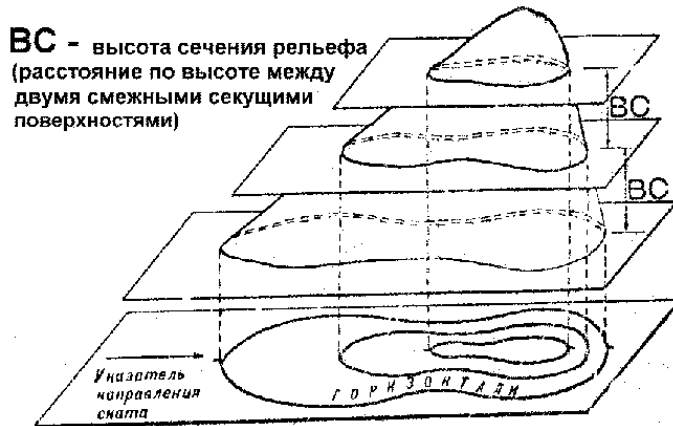 ВС - высота сечения рельефа
(расстояние по высоте между
двумя смежными секущими
поверхностями)
ВС
ВС
Указатель
направления
ската
ГОРИЗОНТАЛИ